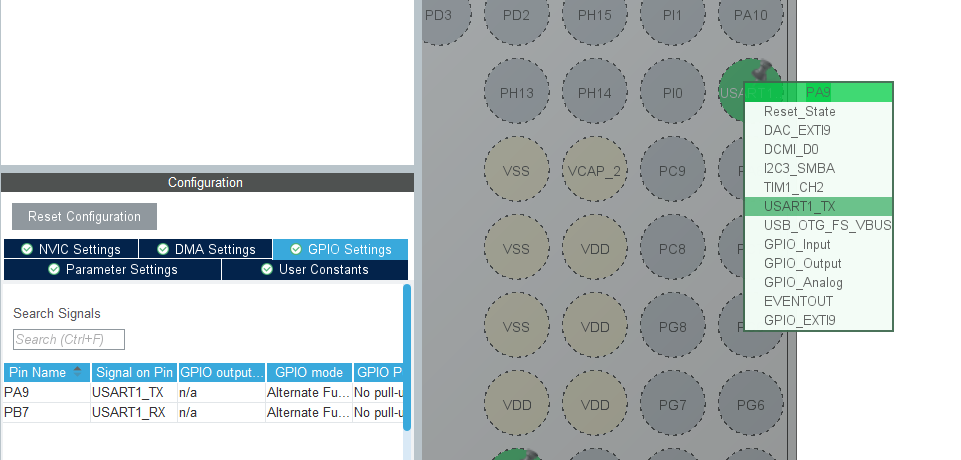 PD3 PD2 PH15 PI1 PA10
PH13 PH14 PI0 USART1
PA9
Reset_State
DAC_EXTI9
DCMI_D0
I2C3_SMBA
TIM1_CH2
USART1_TX
USB_OTG_FS_VBUS
GPIO_Input
GPIO_Output
GPIO_Analog
EVENTOUT
GPIO_EXTI9
VSS VCAP_2 PC9
VSS VDD PC8
VSS VDD PG8
VDD VDD PG7 PG6
Configuration
Reset Configuration
NVIC Settings DMA Settings GPIO Settings
Parameter Settings User Constants
Search Signals
Search (Ctrl+F)
Pin Name Signal on Pin GPIO output... GPIO mode GPIO P
PA9 USART1_TX n/a Alternate Fu... No pull-u
PB7 USART1_RX n/a Alternate Fu... No pull-u